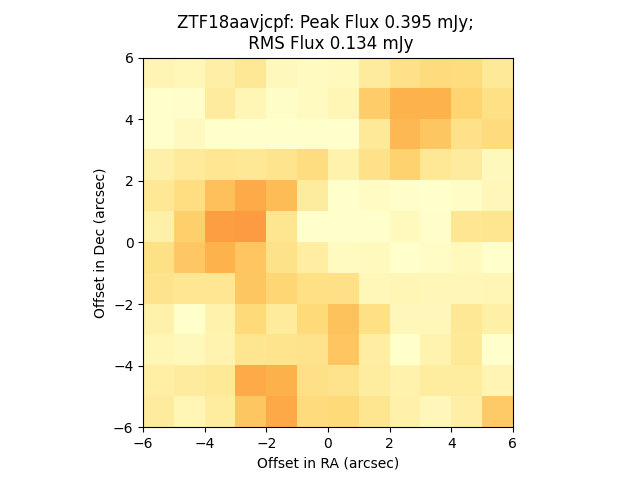 ZTF18aavjcpf: Peak Flux 0.395 mJy;
RMS Flux 0.134 mJy
6
4
2
0
−2
−4
−6
Offset in Dec (arcsec)
−6 −4 −2 0 2 4 6
Offset in RA (arcsec)